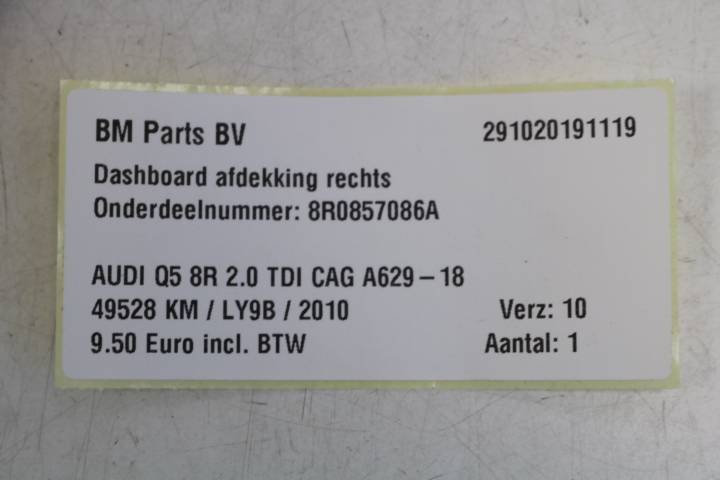 BM Parts BV 291020191119
Dashboard afdekking rechts
Onderdeelnummer: 8R0857086A
AUDI Q5 8R 2.0 TDI CAG A629 – 18
49528 KM / LY9B / 2010 Verz: 10
9.50 Euro incl. BTW Aantal: 1